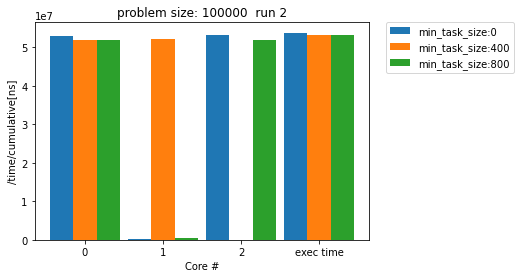 problem size: 100000  run 2
1e7
5
4
3
2
1
0
/time/cumulative[ns]
0 1 2 exec time
Core #
min_task_size:0
min_task_size:400
min_task_size:800